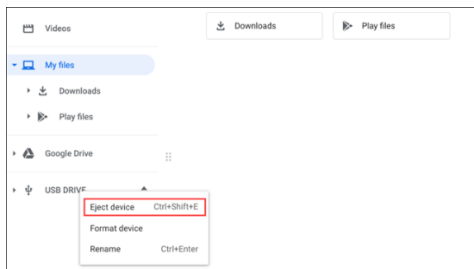 Videos
Downloads
Play files
My files
Downloads
Play files
Google Drive
USB DRIVE
Eject device Ctrl+Shift+E
Format device
Rename Ctrl+Enter